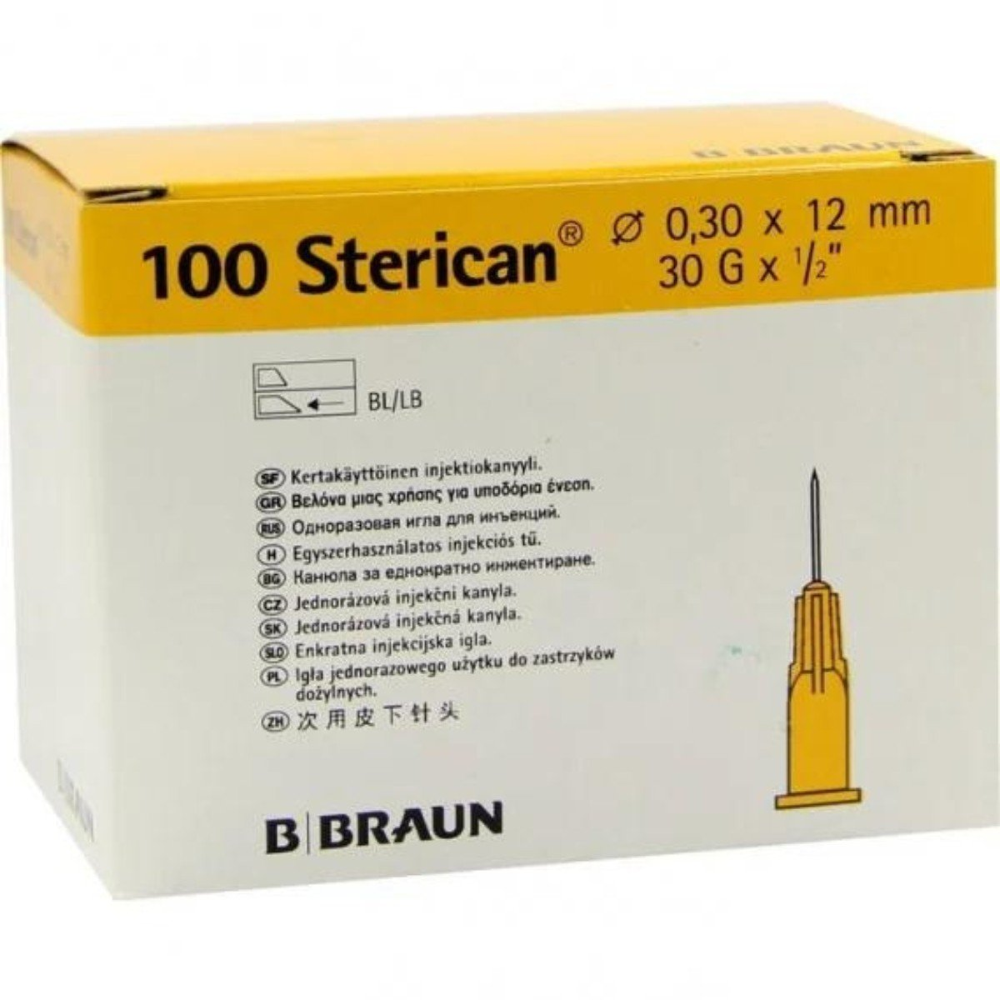 B BRAUN
100 Sterican® Ø 0,30 x 12 mm
30 G x 1/2"
BL/LB
SF Kertakäyttöinen injektiokanyyli.
GR Βελόνα μιας χρήσης για υποδόρια ένεση.
RUS Одноразовая игла для инъекций.
H Egyszerhasználatos injekciós tű.
BG Канюла за еднократно инжентиране.
CZ Jednorázová injekčni kanyla.
SK Jednorázová injekčná kanyla.
SLO Enkratna injekcijska igla.
PL Igła jednorazowego użytku do zastrzyków
dożylnych.
ZH 次用皮下针头
B|BRAUN